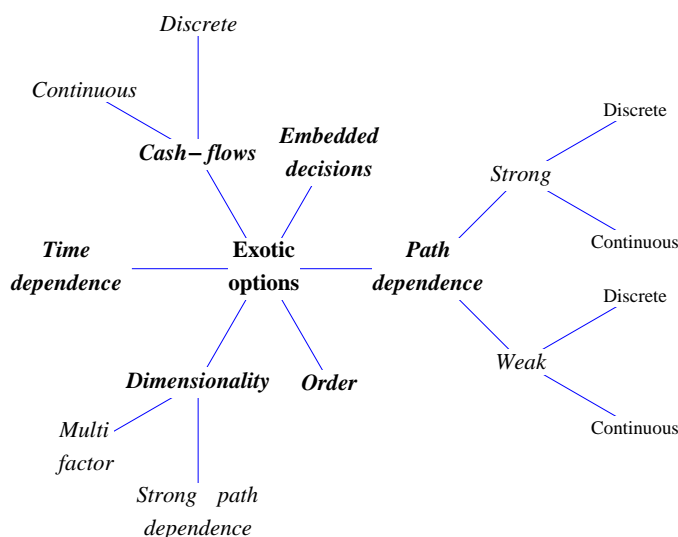 Discrete
Continuous
Cash-flows
Embedded
decisions
Discrete
Strong
Continuous
Time
dependence
Exotic
options
Path
dependence
Discrete
Weak
Continuous
Dimensionality
Order
Multi
factor
Strong path
dependence